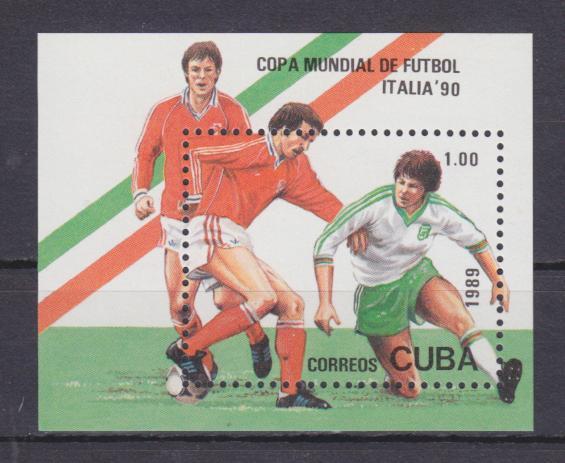 COPA MUNDIAL DE FUTBOL
ITALIA'90
1.00
1989
CORREOS CUBA